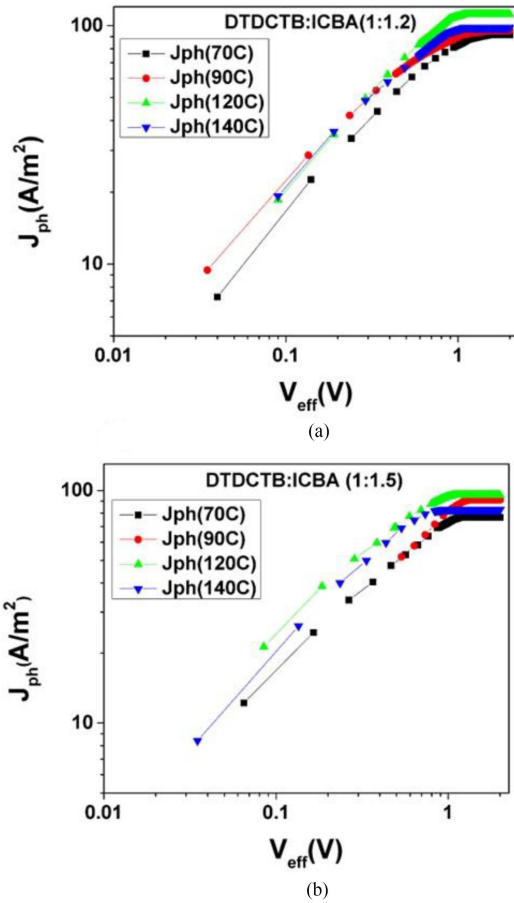 DTDCTB:ICBA(1:1.2)
Jph(70C)
Jph(90C)
Jph(120C)
Jph(140C)
100
10
Jph(A/m²)
0.01 0.1 1
Veff(V)
(a)
DTDCTB:ICBA (1:1.5)
Jph(70C)
Jph(90C)
Jph(120C)
Jph(140C)
100
10
Jph(A/m²)
0.01 0.1 1
Veff(V)
(b)